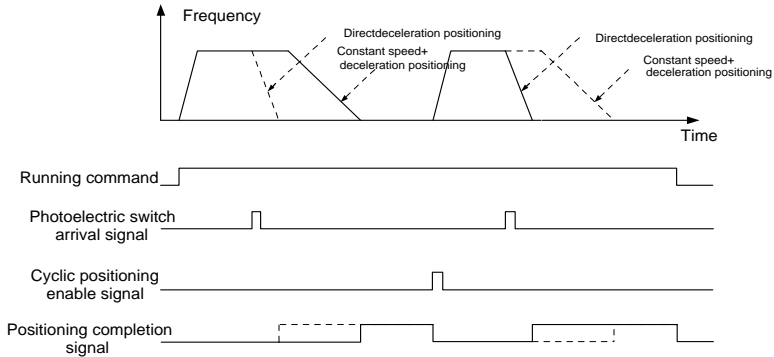 Frequency
Directdeceleration positioning
Constant speed+
deceleration positioning
Directdeceleration positioning
Constant speed+
deceleration positioning
Time
Running command
Photoelectric switch
arrival signal
Cyclic positioning
enable signal
Positioning completion
signal